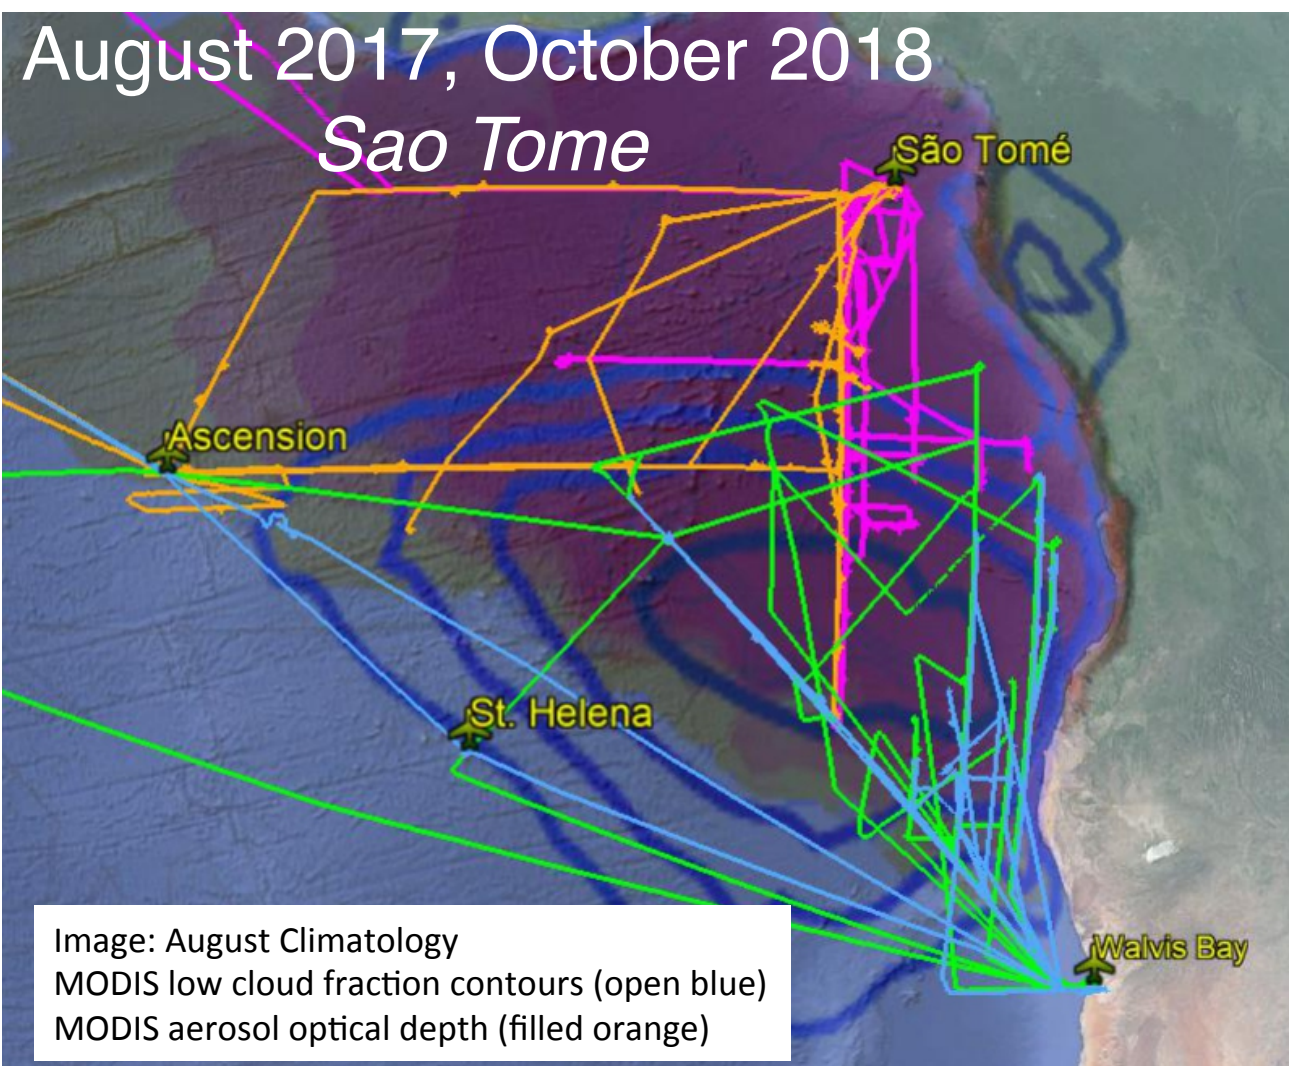 August 2017, October 2018
Sao Tome
São Tomé
Ascension
St. Helena
Walvis Bay
Image: August Climatology
MODIS low cloud fraction contours (open blue)
MODIS aerosol optical depth (filled orange)